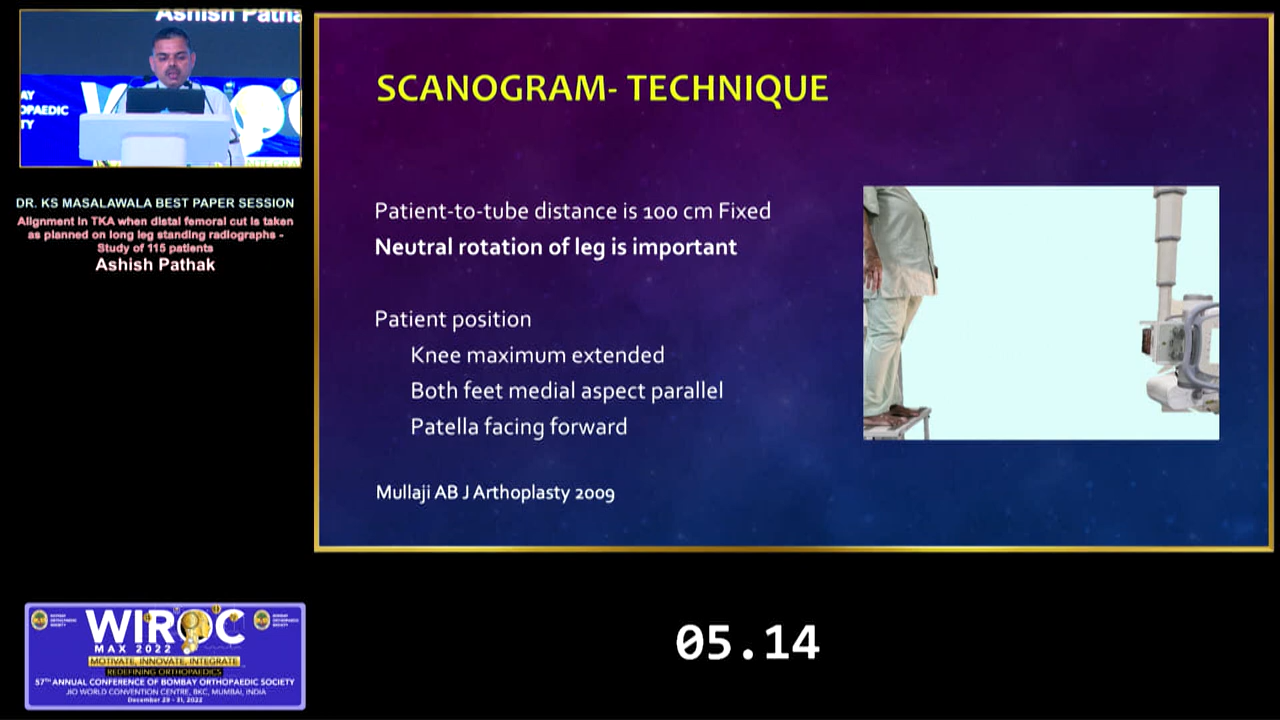 Ashish Patha
AY
OPAEDIC
TY
DR. KS MASALAWALA BEST PAPER SESSION
Alignment in TKA when distal femoral cut is taken
as planned on long leg standing radiographs -
Study of 115 patients
Ashish Pathak
SCANOGRAM- TECHNIQUE
Patient-to-tube distance is 100 cm Fixed
Neutral rotation of leg is important
Patient position
Knee maximum extended
Both feet medial aspect parallel
Patella facing forward
Mullaji AB J Arthoplasty 2009
WIROC
MAX 2022
MOTIVATE, INNOVATE, INTEGRATE
REDEFINING ORTHOPAEDICS
57TH ANNUAL CONFERENCE OF BOMBAY ORTHOPAEDIC SOCIETY
JIO WORLD CONVENTION CENTRE, BKC, MUMBAI, INDIA
December 29 - 31, 2022
05.14